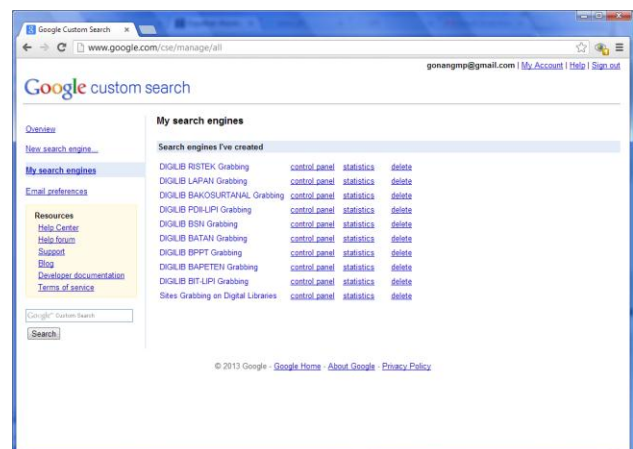 Google Custom Search
www.google.com/cse/manage/all
gonangmp@gmail.com | My Account | Help | Sign out
Google custom search
Overview
New search engine...
My search engines
Email preferences
Resources
Help Center
Help forum
Support
Blog
Developer documentation
Terms of service
Google™ Custom Search
Search
My search engines
Search engines I've created
DIGILIB RISTEK Grabbing control panel statistics delete
DIGILIB LAPAN Grabbing control panel statistics delete
DIGILIB BAKOSURTANAL Grabbing control panel statistics delete
DIGILIB PDII-LIPI Grabbing control panel statistics delete
DIGILIB BSN Grabbing control panel statistics delete
DIGILIB BATAN Grabbing control panel statistics delete
DIGILIB BPPT Grabbing control panel statistics delete
DIGILIB BAPETEN Grabbing control panel statistics delete
DIGILIB BIT-LIPI Grabbing control panel statistics delete
Sites Grabbing on Digital Libraries control panel statistics delete
© 2013 Google - Google Home - About Google - Privacy Policy